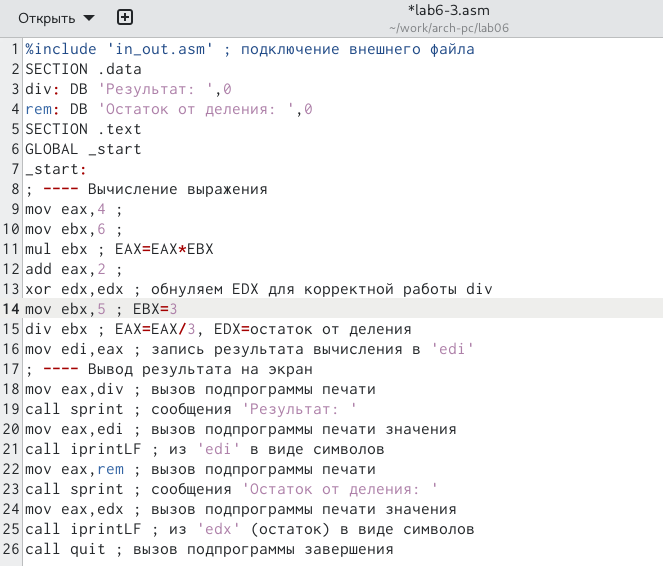 Открыть
*lab6-3.asm
~/work/arch-pc/lab06
1 %include 'in_out.asm' ; подключение внешнего файла
2 SECTION .data
3 div: DB 'Результат: ',0
4 rem: DB 'Остаток от деления: ',0
5 SECTION .text
6 GLOBAL _start
7 _start:
8 ; ---- Вычисление выражения
9 mov eax,4 ;
10 mov ebx,6 ;
11 mul ebx ; EAX=EAX*EBX
12 add eax,2 ;
13 xor edx,edx ; обнуляем EDX для корректной работы div
14 mov ebx,5 ; EBX=3
15 div ebx ; EAX=EAX/3, EDX=остаток от деления
16 mov edi,eax ; запись результата вычисления в 'edi'
17 ; ---- Вывод результата на экран
18 mov eax,div ; вызов подпрограммы печати
19 call sprint ; сообщения 'Результат: '
20 mov eax,edi ; вызов подпрограммы печати значения
21 call iprintLF ; из 'edi' в виде символов
22 mov eax,rem ; вызов подпрограммы печати
23 call sprint ; сообщения 'Остаток от деления: '
24 mov eax,edx ; вызов подпрограммы печати значения
25 call iprintLF ; из 'edx' (остаток) в виде символов
26 call quit ; вызов подпрограммы завершения